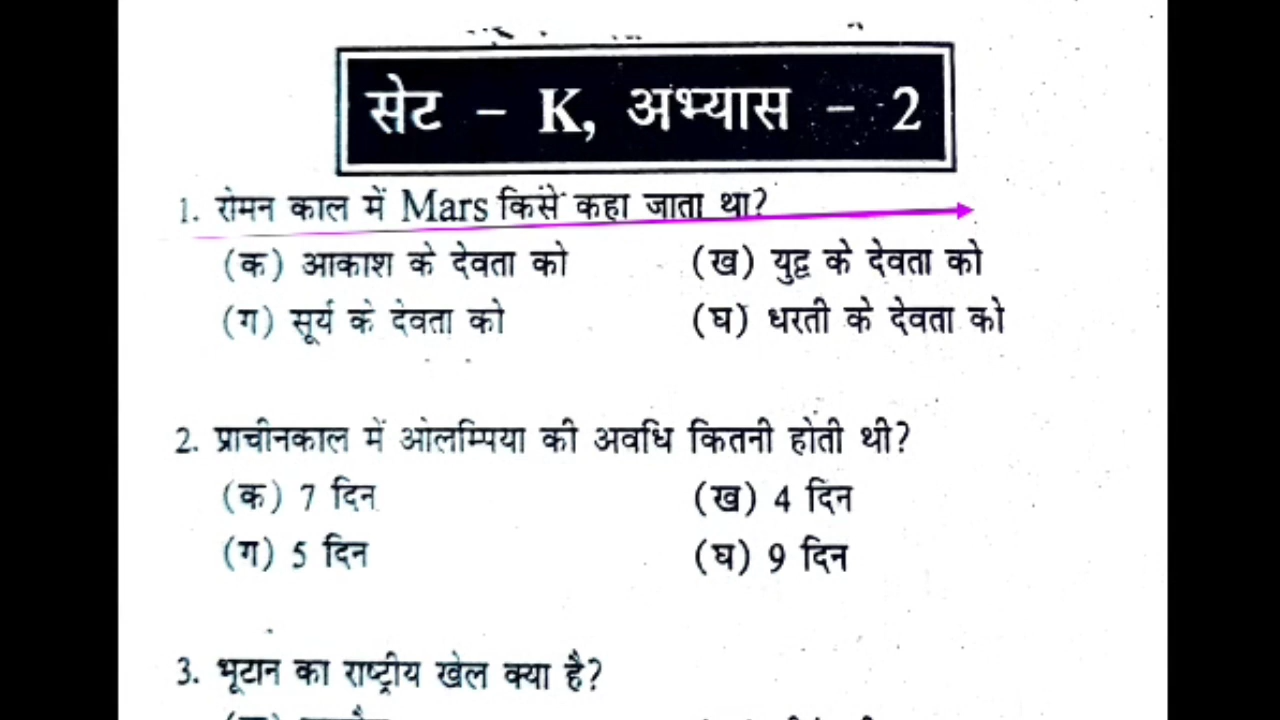 सेट - K, अभ्यास - 2
1. रोमन काल में Mars किसे कहा जाता था?
(क) आकाश के देवता को (ख) युद्ध के देवता को
(ग) सूर्य के देवता को (घ) धरती के देवता को
2. प्राचीनकाल में ओलम्पिया की अवधि कितनी होती थी?
(क) 7 दिन (ख) 4 दिन
(ग) 5 दिन (घ) 9 दिन
3. भूटान का राष्ट्रीय खेल क्या है?